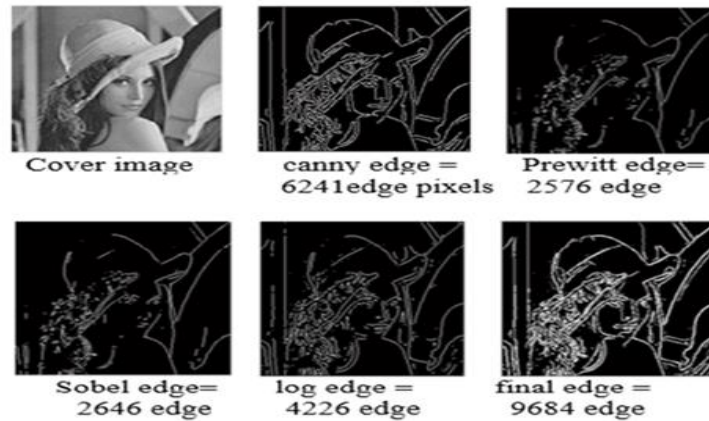 Cover image
canny edge =
6241edge pixels
Prewitt edge=
2576 edge
Sobel edge=
2646 edge
log edge =
4226 edge
final edge =
9684 edge